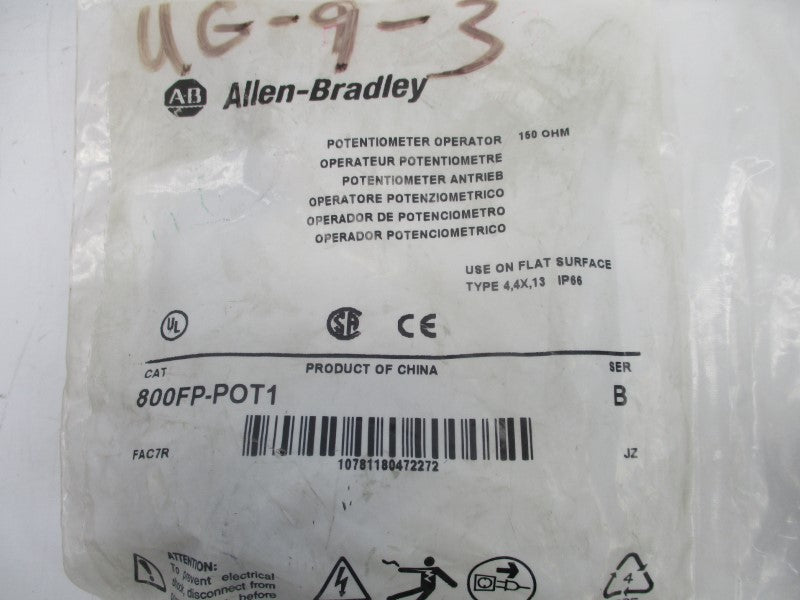 UG-9-3
AB Allen-Bradley
POTENTIOMETER OPERATOR 150 OHM
OPERATEUR POTENTIOMETRE
POTENTIOMETER ANTRIEB
OPERATORE POTENZIOMETRICO
OPERADOR DE POTENCIOMETRO
OPERADOR POTENCIOMETRICO
USE ON FLAT SURFACE
TYPE 4,4X,13 IP66
UL SA CE
CAT PRODUCT OF CHINA SER
800FP-POT1 B
FAC7R JZ
10781180472272
ATTENTION:
To prevent electrical
disconnect from
before
4